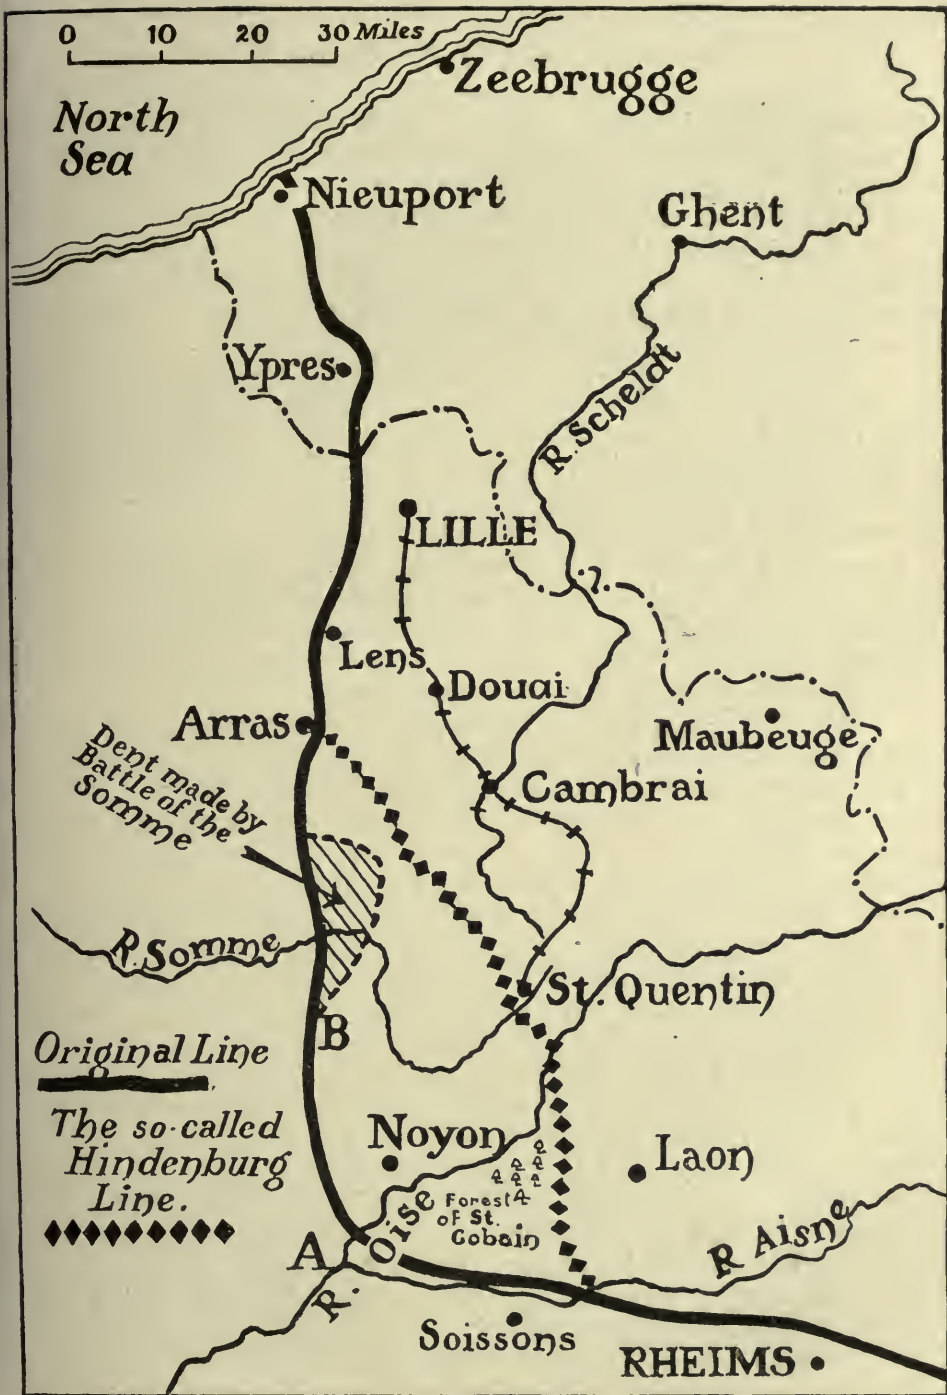 0 10 20 30 Miles
Zeebrugge
North
Sea
Nieuport
Ghent
Ypres
R. Scheldt
LILLE
Lens
Douai
Arras
Maubeuge
Dent made by
Battle of the
Somme
Cambrai
R. Somme
St. Quentin
B
Original Line
The so-called
Hindenburg
Line.
Noyon
Laon
Forest
of St.
Gobain
R. Oise
A
R Aisne
Soissons
RHEIMS